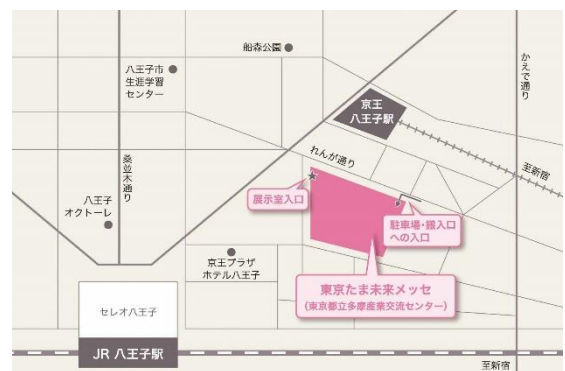 船森公園
八王子市
生涯学習
センター
かえで通り
京王
八王子駅
れんが通り
至新宿
桑並木通り
展示室入口
八王子
オクトーレ
駐車場・搬入口
への入口
京王プラザ
ホテル八王子
東京たま未来メッセ
（東京都立多摩産業交流センター）
セレオ八王子
JR 八王子駅
至新宿